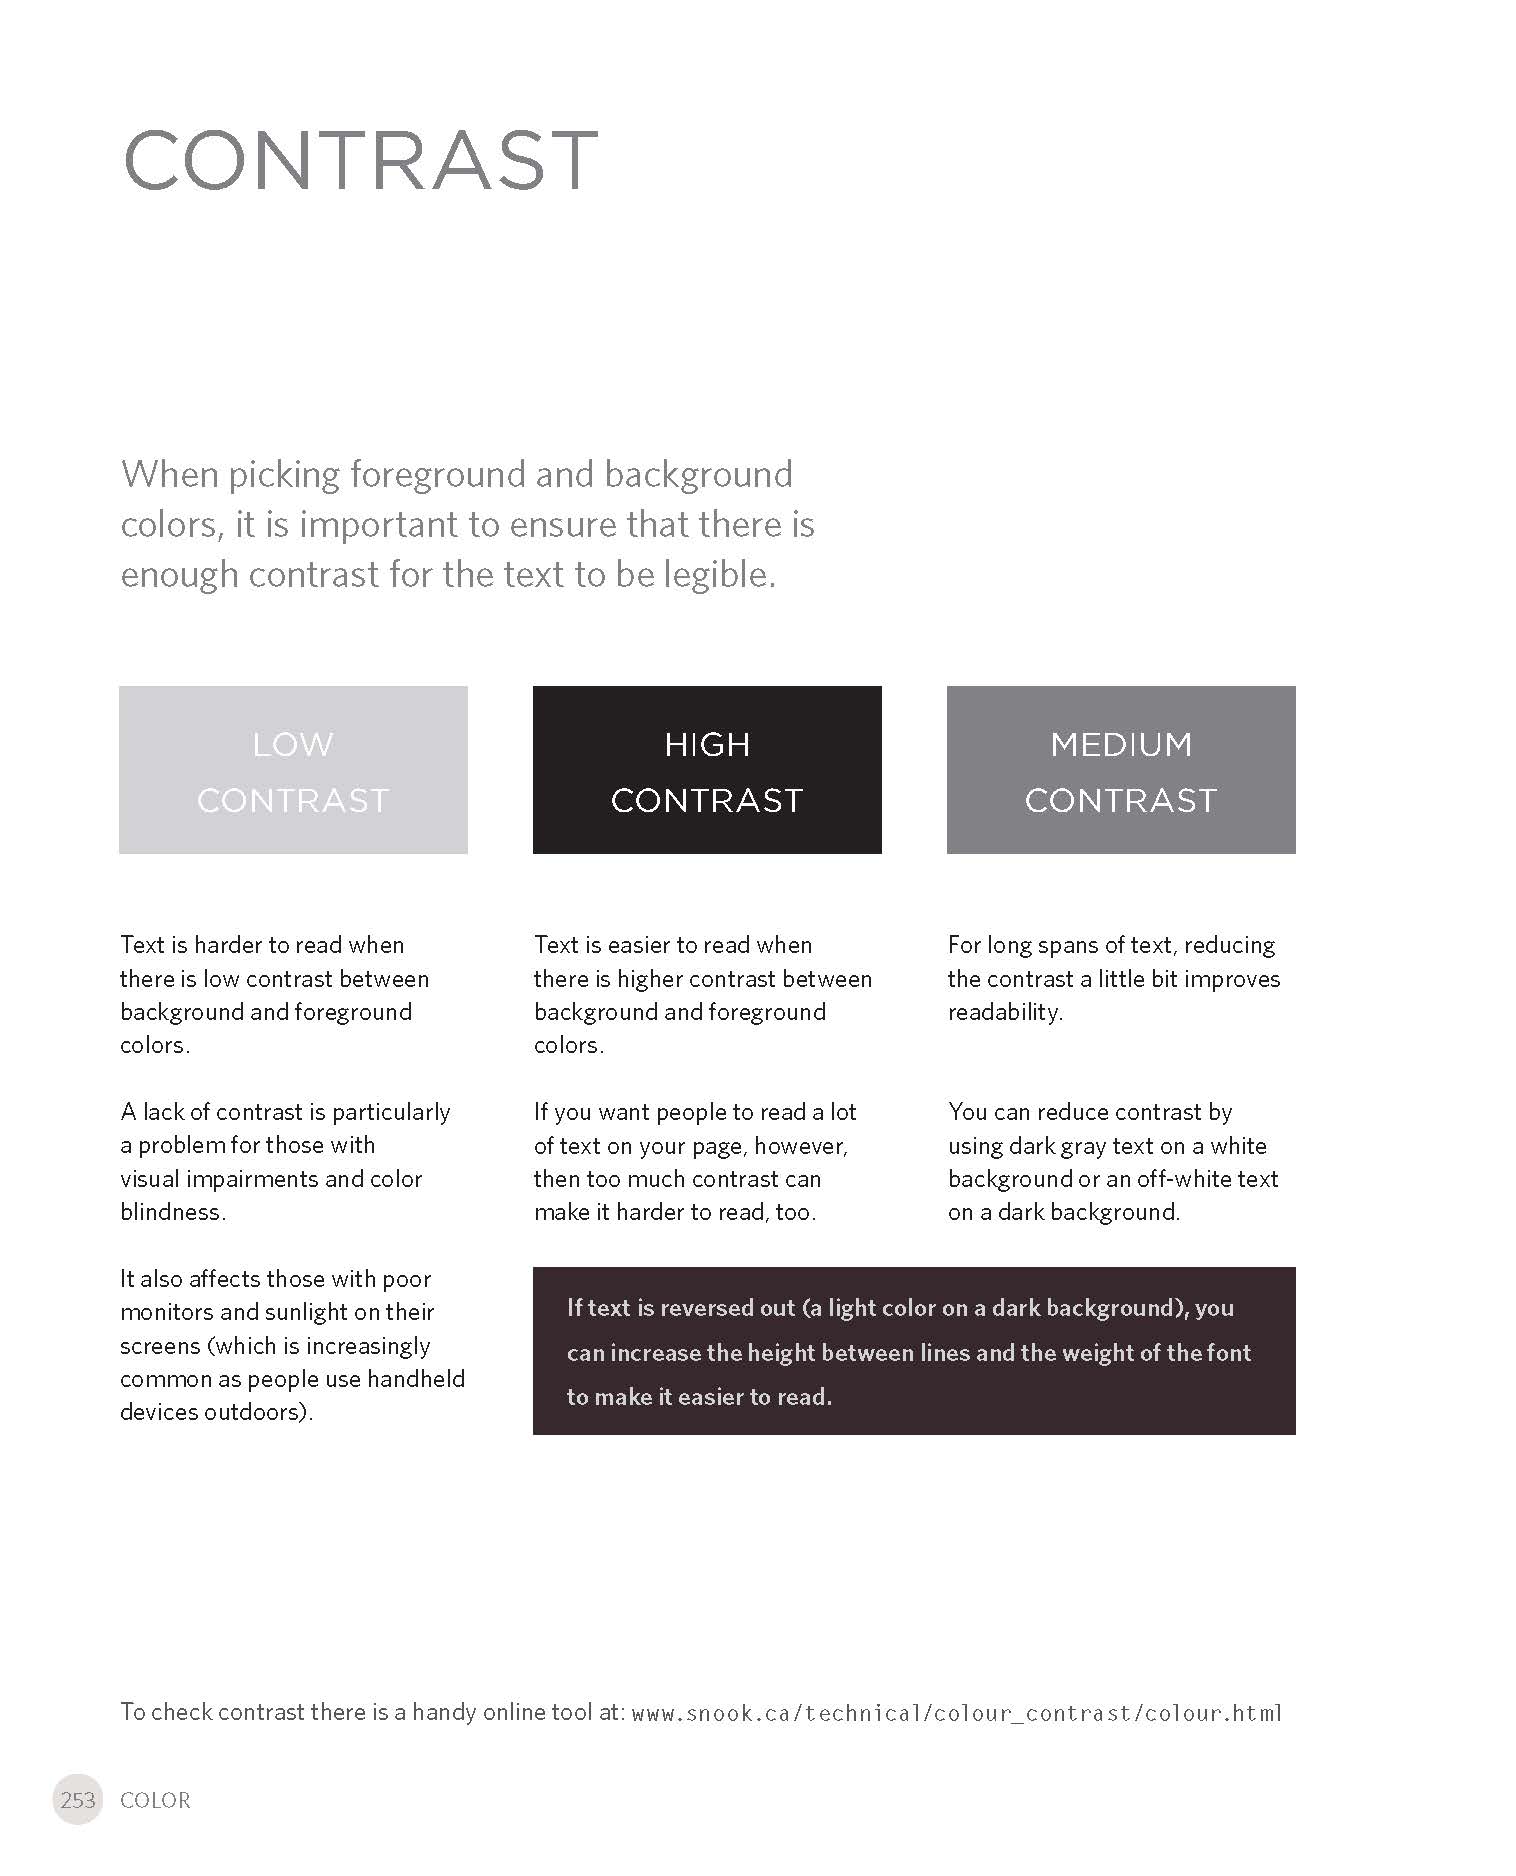 CONTRAST
When picking foreground and background
colors, it is important to ensure that there is
enough contrast for the text to be legible.
LOW
CONTRAST
Text is harder to read when
there is low contrast between
background and foreground
colors.
A lack of contrast is particularly
a problem for those with
visual impairments and color
blindness.
It also affects those with poor
monitors and sunlight on their
screens (which is increasingly
common as people use handheld
devices outdoors).
HIGH
CONTRAST
Text is easier to read when
there is higher contrast between
background and foreground
colors.
If you want people to read a lot
of text on your page, however,
then too much contrast can
make it harder to read, too.
MEDIUM
CONTRAST
For long spans of text, reducing
the contrast a little bit improves
readability.
You can reduce contrast by
using dark gray text on a white
background or an off-white text
on a dark background.
If text is reversed out (a light color on a dark background), you
can increase the height between lines and the weight of the font
to make it easier to read.
To check contrast there is a handy online tool at: www.snook.ca/technical/colour_contrast/colour.html
253 COLOR